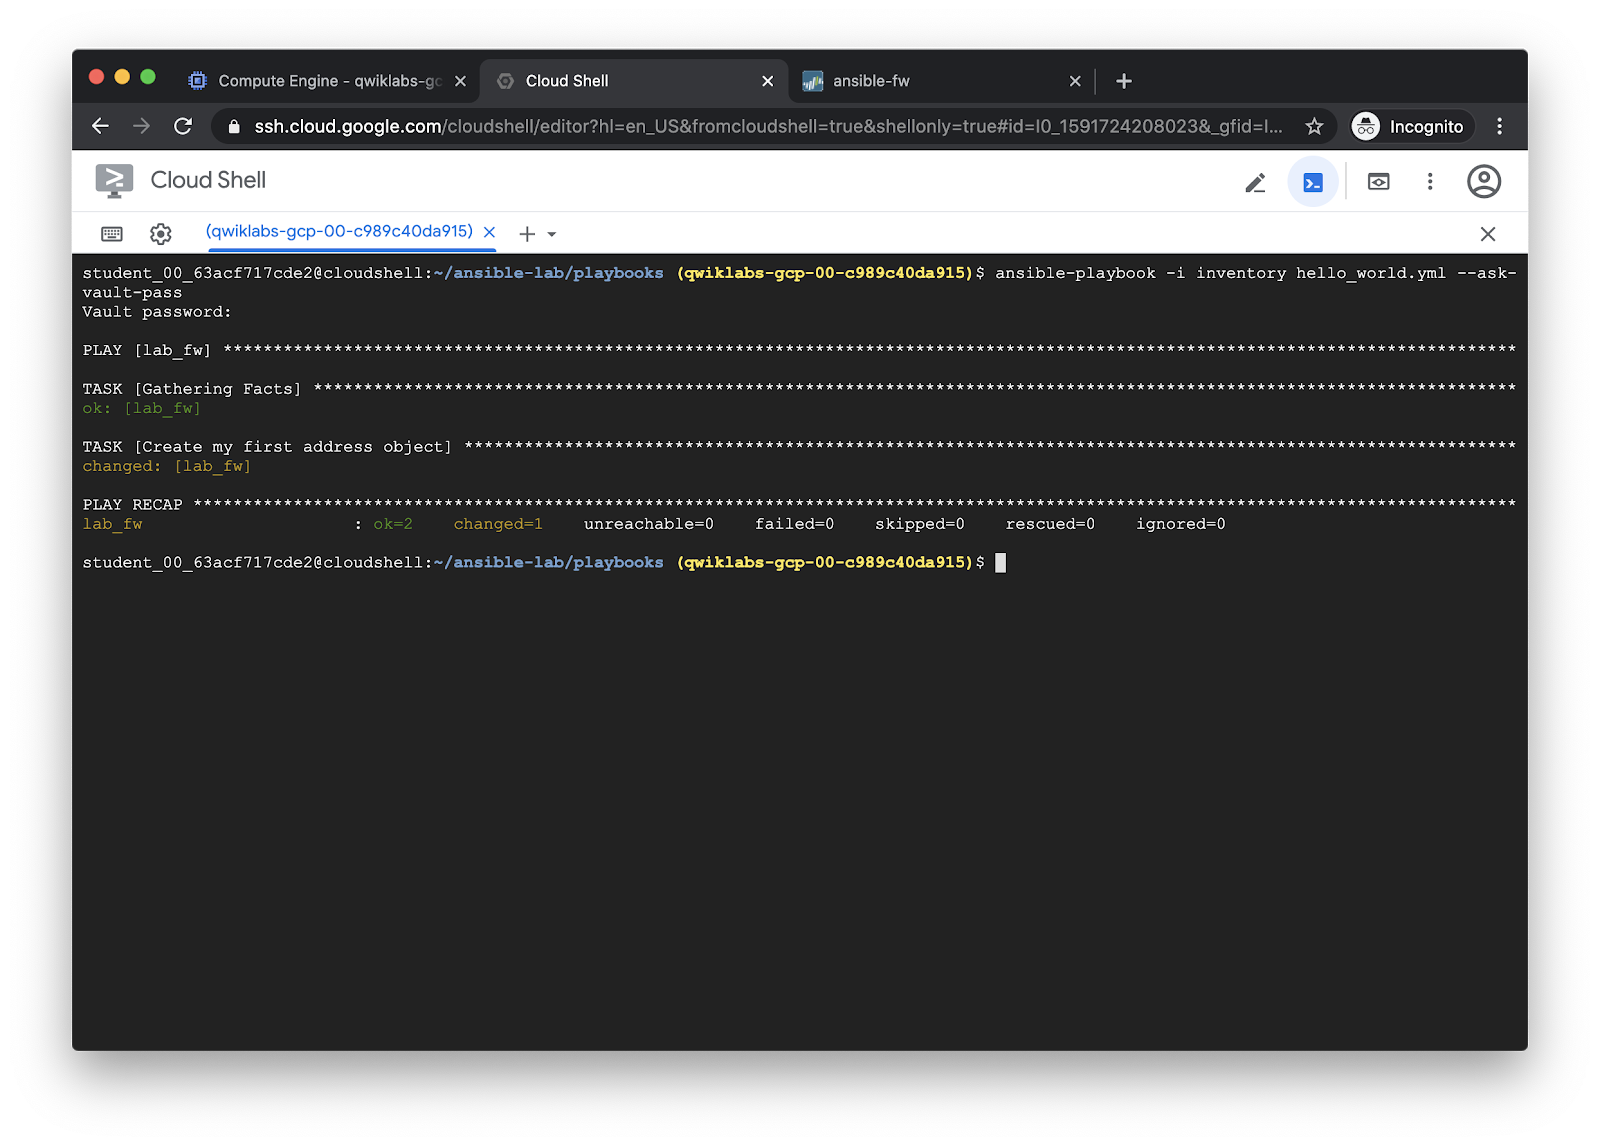 Compute Engine - qwiklabs-gc
Cloud Shell
ansible-fw
ssh.cloud.google.com/cloudshell/editor?hl=en_US&fromcloudshell=true&shellonly=true#id=I0_1591724208023&_gfid=I...
Incognito
Cloud Shell
(qwiklabs-gcp-00-c989c40da915)
student_00_63acf717cde2@cloudshell:~/ansible-lab/playbooks (qwiklabs-gcp-00-c989c40da915)$ ansible-playbook -i inventory hello_world.yml --ask-
vault-pass
Vault password:
PLAY [lab_fw] *********************************************************************************************************************************
TASK [Gathering Facts] ************************************************************************************************************************
ok: [lab_fw]
TASK [Create my first address object] *********************************************************************************************************
changed: [lab_fw]
PLAY RECAP ************************************************************************************************************************************
lab_fw : ok=2 changed=1 unreachable=0 failed=0 skipped=0 rescued=0 ignored=0
student_00_63acf717cde2@cloudshell:~/ansible-lab/playbooks (qwiklabs-gcp-00-c989c40da915)$